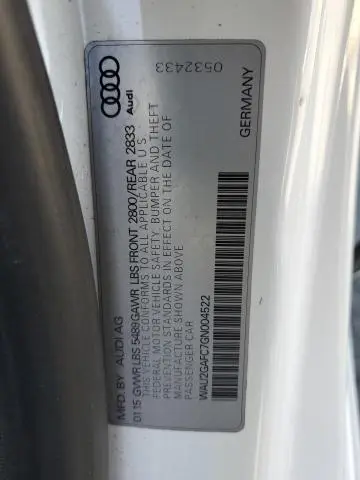 MFD. BY AUDI AG
01 15 GVWR LBS 5489 GAWR LBS FRONT 2800/REAR 2833
THIS VEHICLE CONFORMS TO ALL APPLICABLE U S
FEDERAL MOTOR VEHICLE SAFETY, BUMPER AND THEFT
PREVENTION STANDARDS IN EFFECT ON THE DATE OF
MANUFACTURE SHOWN ABOVE
PASSENGER CAR
WAU2GAFC7GN004522
Audi
0532433
GERMANY